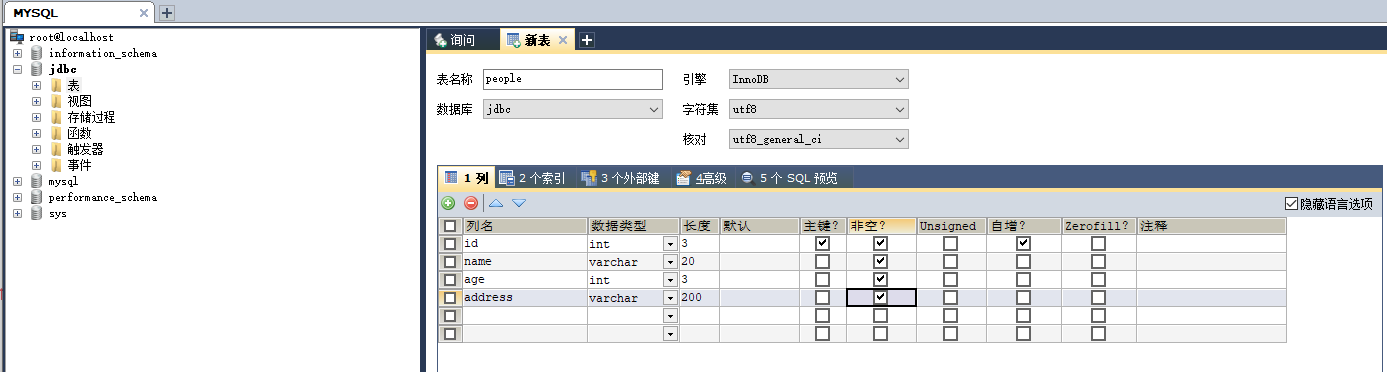 MYSQL
root@localhost
information_schema
jdbc
表
视图
存储过程
函数
触发器
事件
mysql
performance_schema
sys
询问 新表
表名称 people 引擎 InnoDB
数据库 jdbc 字符集 utf8
核对 utf8_general_ci
1 列 2 个索引 3 个外部键 4高级 5 个 SQL 预览
隐藏语言选项
列名 数据类型 长度 默认 主键? 非空? Unsigned 自增? Zerofill? 注释
id int 3
name varchar 20
age int 3
address varchar 200